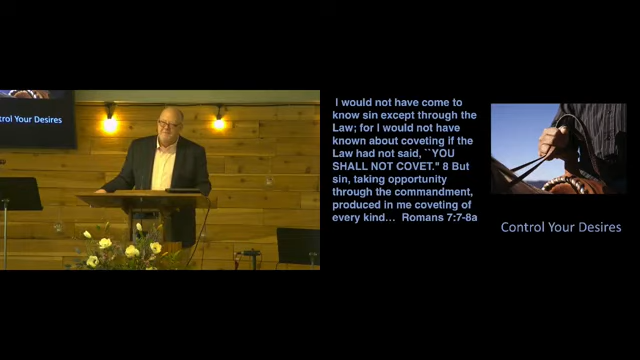 trol Your Desires
I would not have come to
know sin except through the
Law; for I would not have
known about coveting if the
Law had not said, ``YOU
SHALL NOT COVET." 8 But
sin, taking opportunity
through the commandment,
produced in me coveting of
every kind... Romans 7:7-8a
Control Your Desires